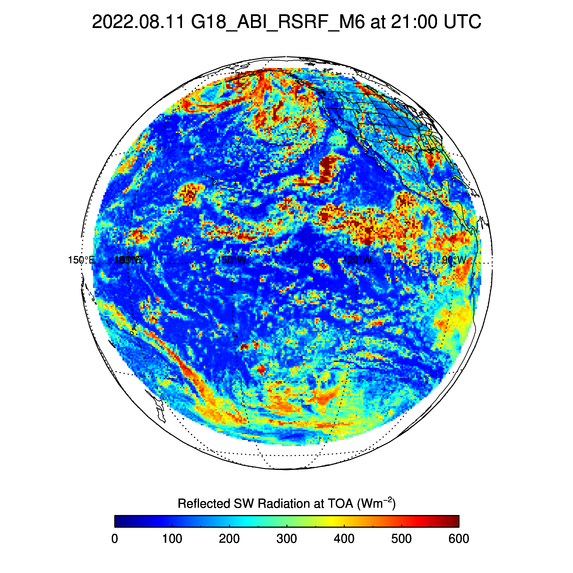 2022.08.11 G18_ABI_RSRF_M6 at 21:00 UTC
150°E 180°E 150°W 120°W 90°W
Reflected SW Radiation at TOA (Wm⁻²)
0 100 200 300 400 500 600